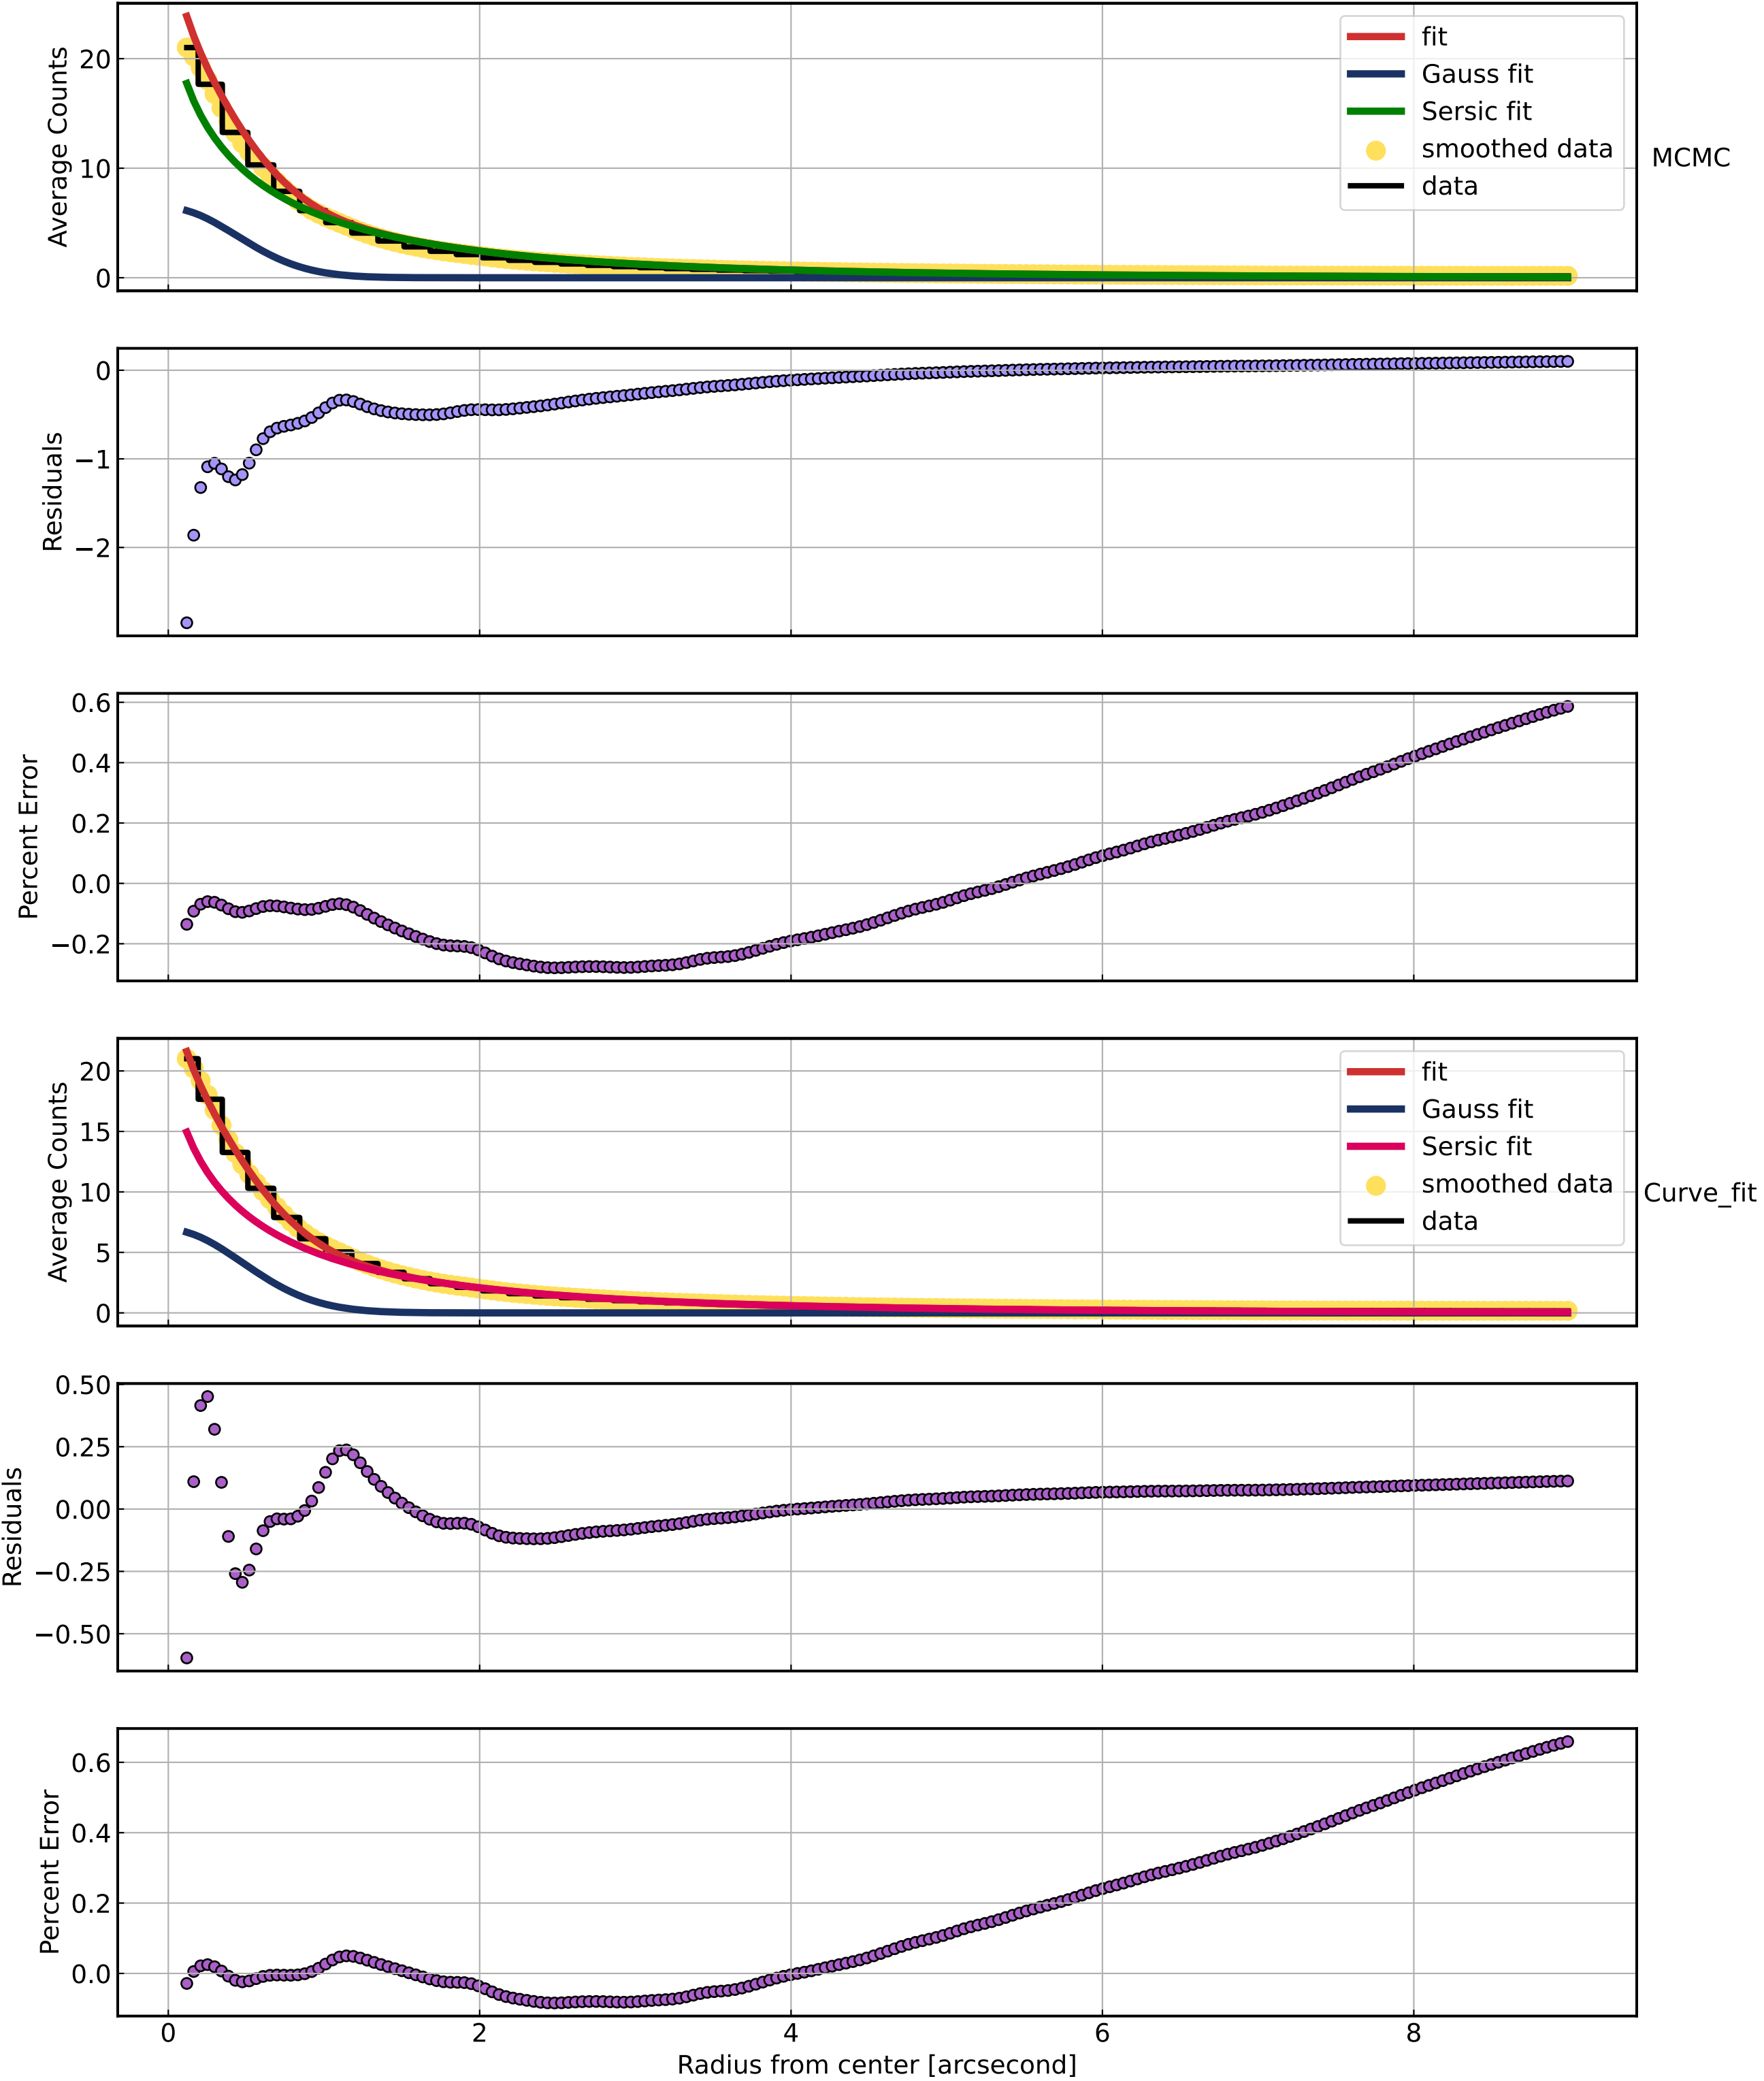 20
10
0
Average Counts
fit
Gauss fit
Sersic fit
smoothed data
data
MCMC
0
−1
−2
Residuals
0.6
0.4
0.2
0.0
−0.2
Percent Error
20
15
10
5
0
Average Counts
fit
Gauss fit
Sersic fit
smoothed data
data
Curve_fit
0.50
0.25
0.00
−0.25
−0.50
Residuals
0.6
0.4
0.2
0.0
Percent Error
0 2 4 6 8
Radius from center [arcsecond]